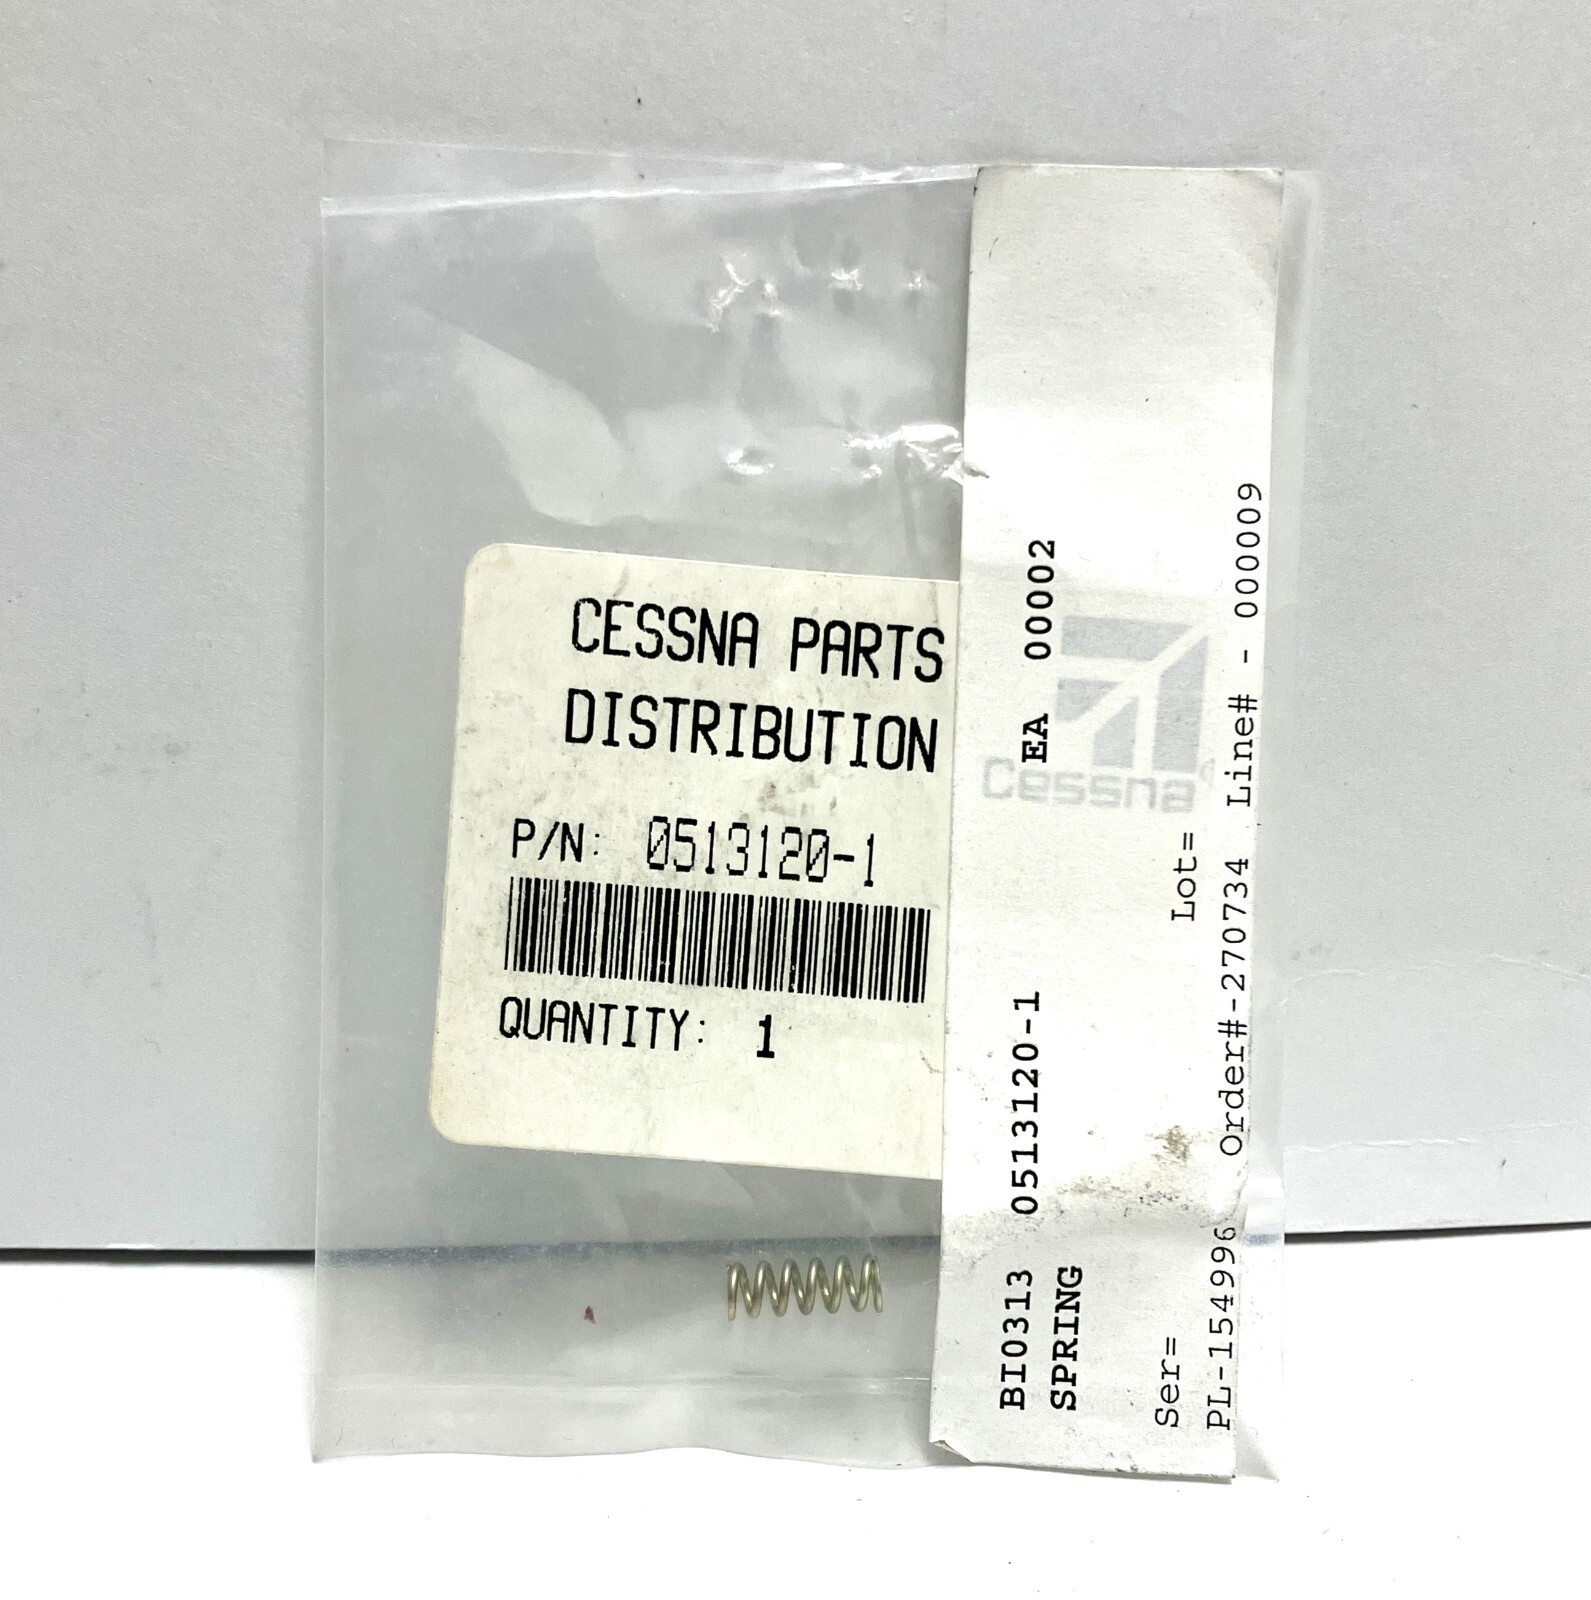 CESSNA PARTS
DISTRIBUTION
P/N: 0513120-1
QUANTITY: 1
BI0313 0513120-1 EA 00002
SPRING
Cessna
Ser= Lot=
PL-154996 Order#-270734 Line# - 000009